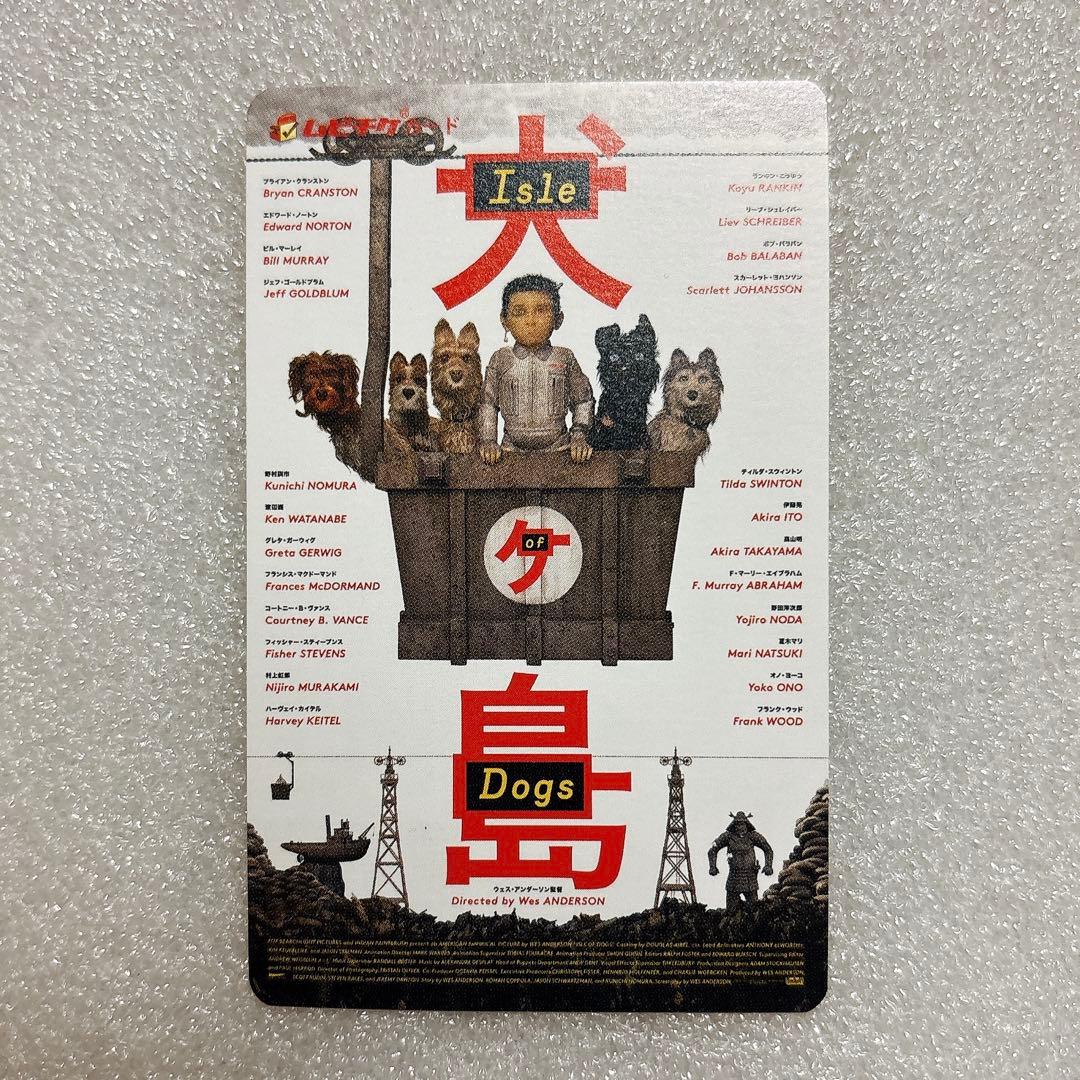 ムビチケカード
犬
Isle
ブライアン・クランストン
Bryan CRANSTON
エドワード・ノートン
Edward NORTON
ビル・マーレイ
Bill MURRAY
ジェフ・ゴールドブラム
Jeff GOLDBLUM
Koyu RANKIN
リーブ・シュレイバー
Liev SCHREIBER
ボブ・バラバン
Bob BALABAN
スカーレット・ヨハンソン
Scarlett JOHANSSON
野村訓市
Kunichi NOMURA
渡辺謙
Ken WATANABE
グレタ・ガーウィグ
Greta GERWIG
フランシス・マクドーマンド
Frances McDORMAND
コートニー・B・ヴァンス
Courtney B. VANCE
フィッシャー・スティーブンス
Fisher STEVENS
村上虹郎
Nijiro MURAKAMI
ハーヴェイ・カイテル
Harvey KEITEL
ケ
of
ティルダ・スウィントン
Tilda SWINTON
伊藤晃
Akira ITO
高山明
Akira TAKAYAMA
F・マーリー・エイブラハム
F. Murray ABRAHAM
野田洋次郎
Yojiro NODA
夏木マリ
Mari NATSUKI
オノ・ヨーコ
Yoko ONO
フランク・ウッド
Frank WOOD
島
Dogs
ウェス・アンダーソン監督
Directed by Wes ANDERSON